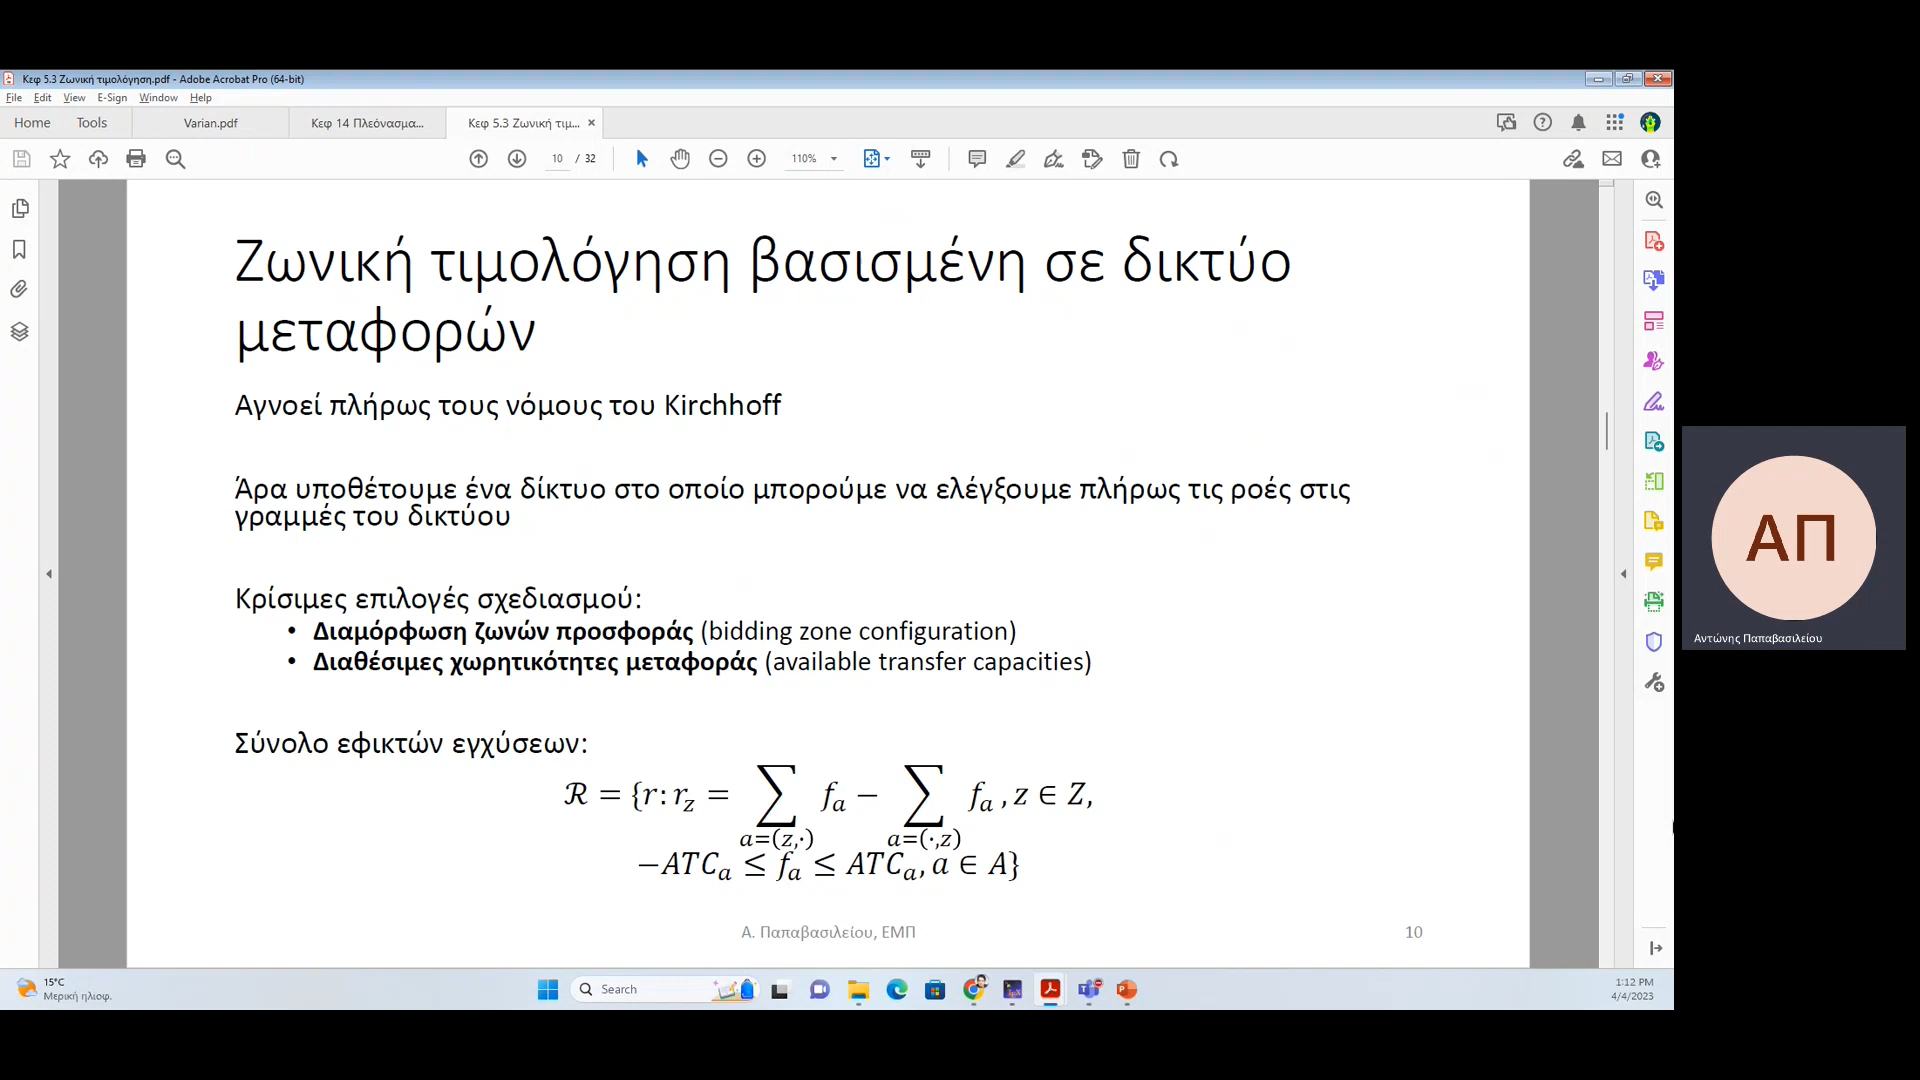 Κεφ 5.3 Ζωνική τιμολόγηση.pdf - Adobe Acrobat Pro (64-bit)
File Edit View E-Sign Window Help
Home Tools Varian.pdf Κεφ 14 Πλεόνασμα... Κεφ 5.3 Ζωνική τιμ... ×
10 / 32 110%
Ζωνική τιμολόγηση βασισμένη σε δικτύο
μεταφορών
Αγνοεί πλήρως τους νόμους του Kirchhoff
Άρα υποθέτουμε ένα δίκτυο στο οποίο μπορούμε να ελέγξουμε πλήρως τις ροές στις
γραμμές του δικτύου
Κρίσιμες επιλογές σχεδιασμού:
• Διαμόρφωση ζωνών προσφοράς (bidding zone configuration)
• Διαθέσιμες χωρητικότητες μεταφοράς (available transfer capacities)
Σύνολο εφικτών εγχύσεων:
ℛ = {r: r_z = ∑_{a=(z,·)} f_a − ∑_{a=(·,z)} f_a , z ∈ Z,
−ATC_a ≤ f_a ≤ ATC_a, a ∈ A}
Α. Παπαβασιλείου, ΕΜΠ 10
ΑΠ
Αντώνης Παπαβασιλείου
15°C
Μερική ηλιοφ.
Search
1:12 PM
4/4/2023